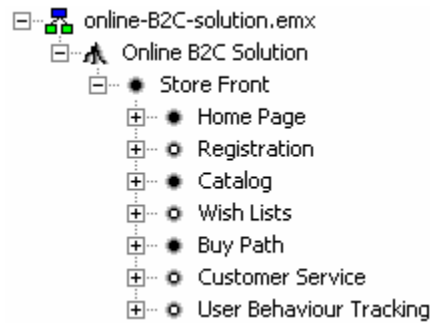 online-B2C-solution.emx
Online B2C Solution
Store Front
Home Page
Registration
Catalog
Wish Lists
Buy Path
Customer Service
User Behaviour Tracking